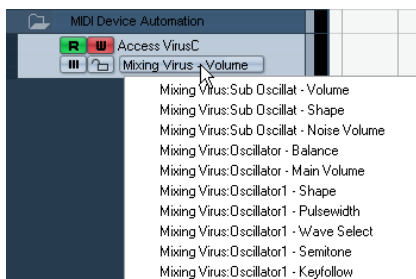 MIDI Device Automation
R W Access VirusC
Mixing Virus - Volume
Mixing Virus:Sub Oscillat - Volume
Mixing Virus:Sub Oscillat - Shape
Mixing Virus:Sub Oscillat - Noise Volume
Mixing Virus:Oscillator - Balance
Mixing Virus:Oscillator - Main Volume
Mixing Virus:Oscillator1 - Shape
Mixing Virus:Oscillator1 - Pulsewidth
Mixing Virus:Oscillator1 - Wave Select
Mixing Virus:Oscillator1 - Semitone
Mixing Virus:Oscillator1 - Keyfollow